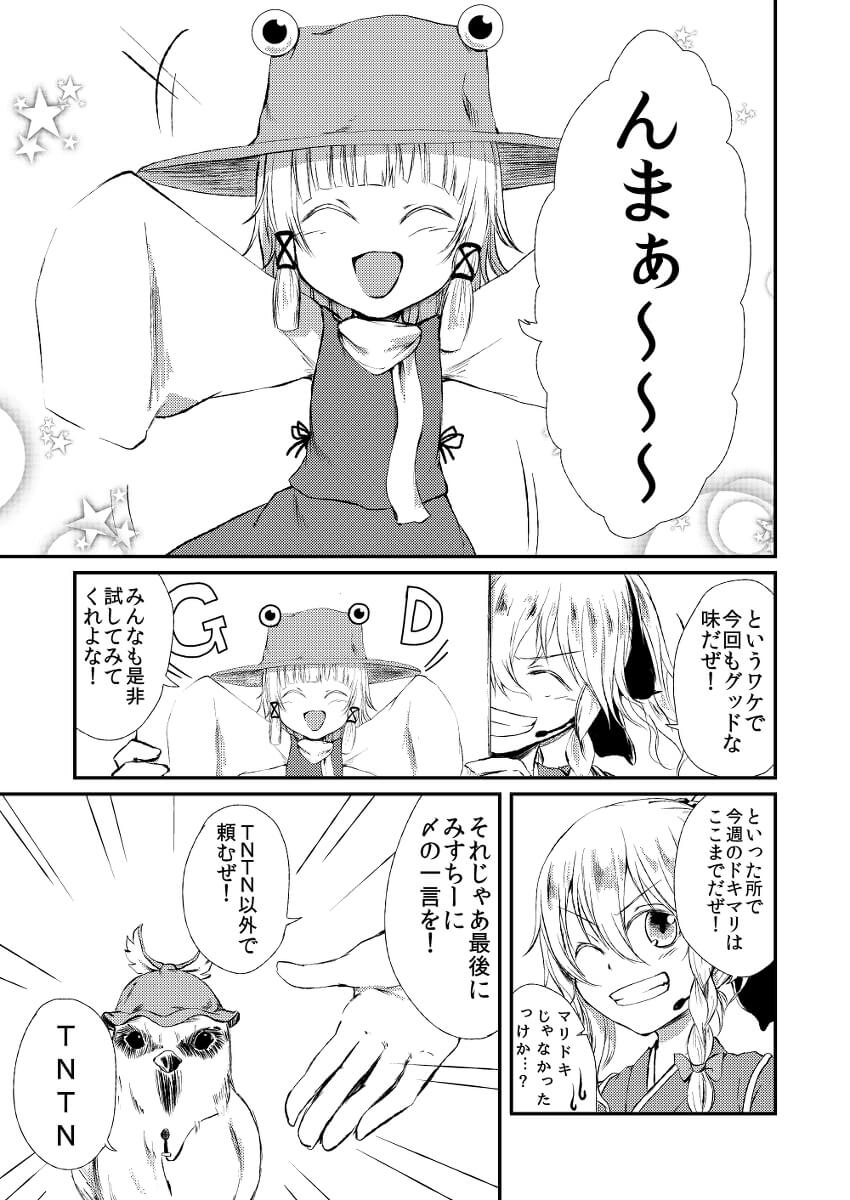 んまぁ～～～
というワケで
今回もグッドな
味だぜ！
GD
みんなも是非
試してみて
くれよな！
といった所で
今週のドキマリは
ここまでだぜ！
マリドキ
じゃなかった
っけか…？
それじゃあ最後に
みすちーに
〆の一言を！
TNTN以外で
頼むぜ！
TNTN